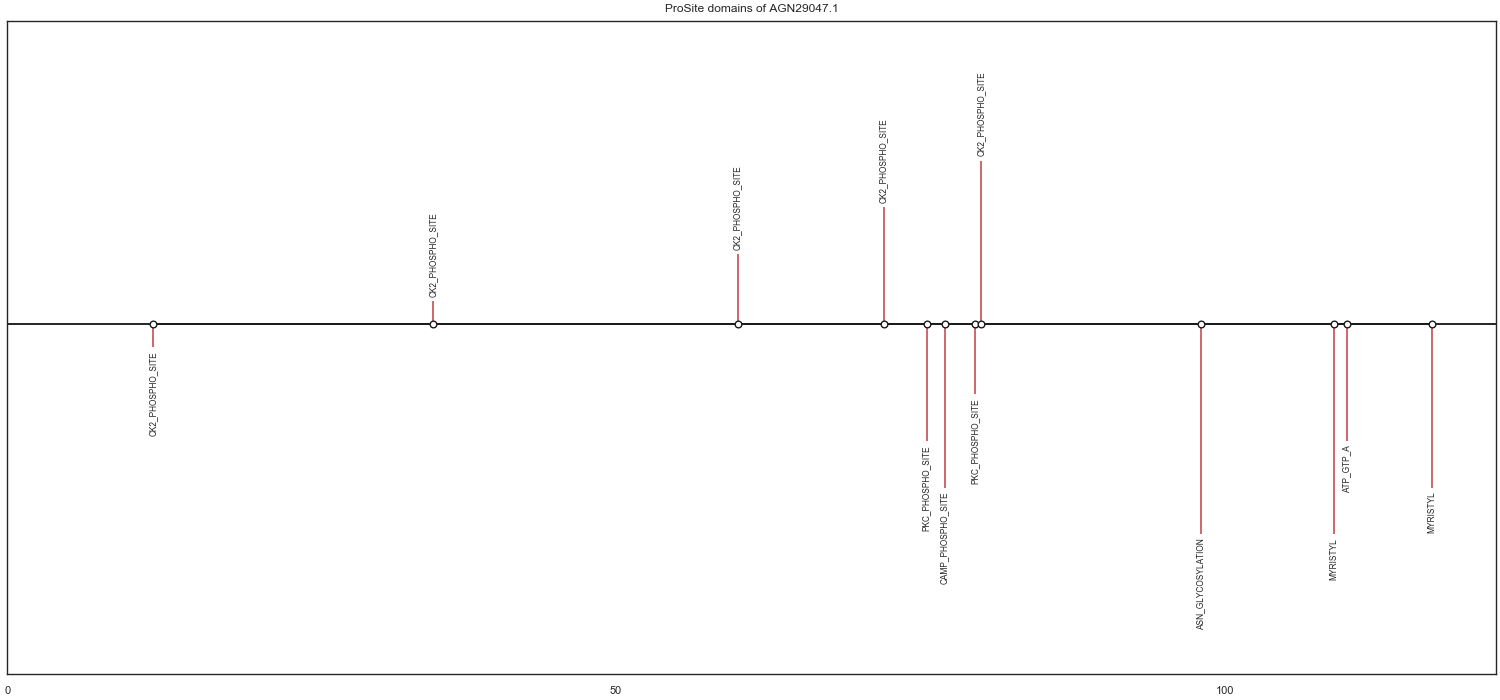 ProSite domains of AGN29047.1
CK2_PHOSPHO_SITE
CK2_PHOSPHO_SITE
CK2_PHOSPHO_SITE
CK2_PHOSPHO_SITE
PKC_PHOSPHO_SITE
CAMP_PHOSPHO_SITE
PKC_PHOSPHO_SITE
CK2_PHOSPHO_SITE
ASN_GLYCOSYLATION
MYRISTYL
ATP_GTP_A
MYRISTYL
0
50
100